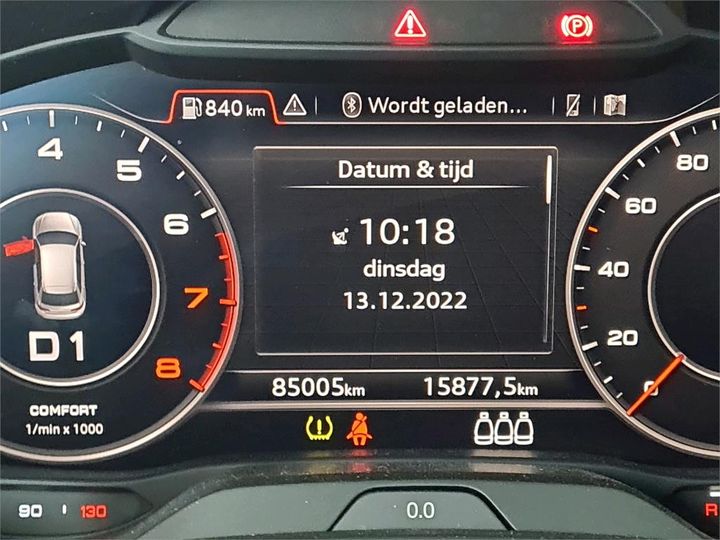 P
840 km
Wordt geladen...
4 5 6 7 8
Datum & tijd
10:18
dinsdag
13.12.2022
D1
COMFORT
1/min x 1000
85005km 15877,5km
0 20 40 60 80
90 130
0.0
R